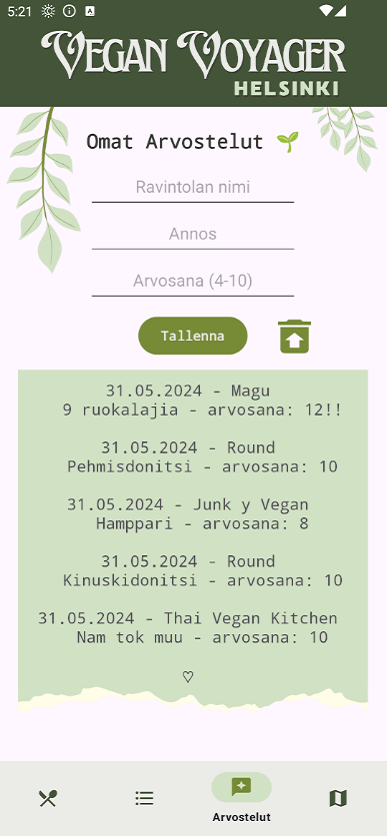 5:21
VEGAN VOYAGER
HELSINKI
Omat Arvostelut
Ravintolan nimi
Annos
Arvosana (4-10)
Tallenna
31.05.2024 - Magu
9 ruokalajia - arvosana: 12!!
31.05.2024 - Round
Pehmisdonitsi - arvosana: 10
31.05.2024 - Junk y Vegan
Hamppari - arvosana: 8
31.05.2024 - Round
Kinuskidonitsi - arvosana: 10
31.05.2024 - Thai Vegan Kitchen
Nam tok muu - arvosana: 10
♡
Arvostelut